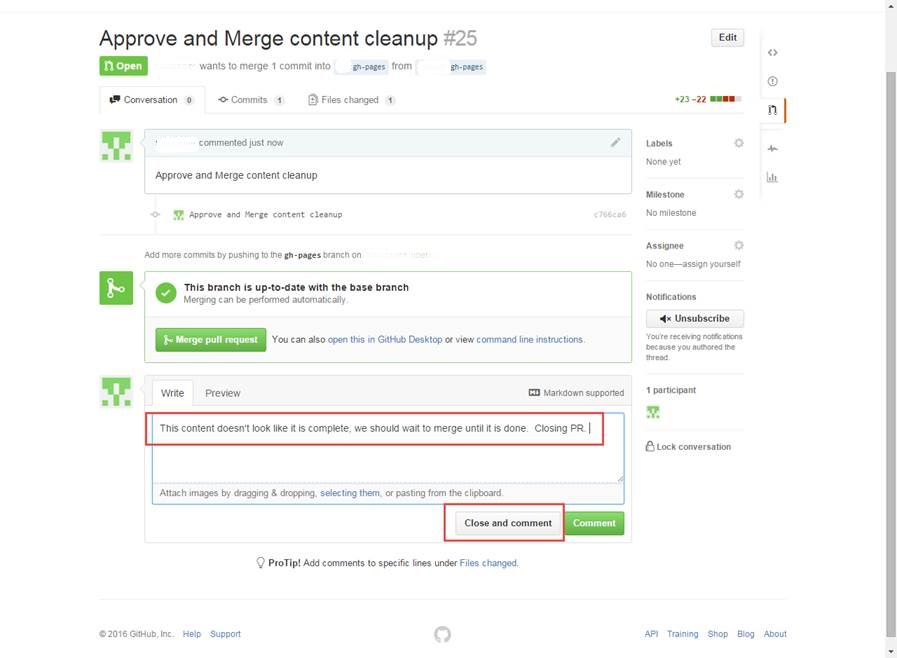 Approve and Merge content cleanup #25
Edit
Open
wants to merge 1 commit into gh-pages from gh-pages
Conversation 0
Commits 1
Files changed 1
+23 −22
commented just now
Approve and Merge content cleanup
Approve and Merge content cleanup c766ca6
Add more commits by pushing to the gh-pages branch on
This branch is up-to-date with the base branch
Merging can be performed automatically.
Merge pull request
You can also open this in GitHub Desktop or view command line instructions.
Write
Preview
Markdown supported
This content doesn't look like it is complete, we should wait to merge until it is done.  Closing PR.
Attach images by dragging & dropping, selecting them, or pasting from the clipboard.
Close and comment
Comment
ProTip! Add comments to specific lines under Files changed.
Labels
None yet
Milestone
No milestone
Assignee
No one—assign yourself
Notifications
Unsubscribe
You're receiving notifications
because you authored the
thread.
1 participant
Lock conversation
© 2016 GitHub, Inc. Help Support
API Training Shop Blog About